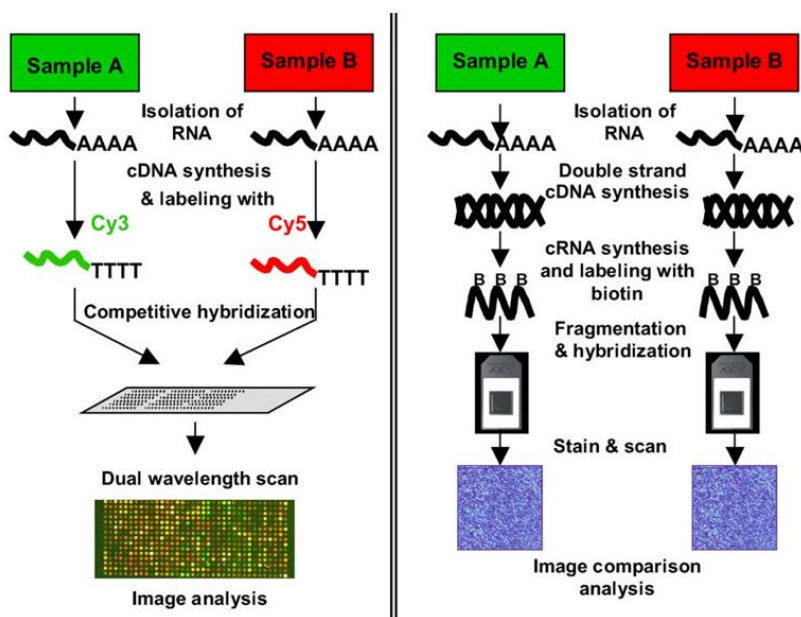 Sample A
Sample B
Isolation of
RNA
AAAA
AAAA
cDNA synthesis
& labeling with
Cy3
Cy5
TTTT
TTTT
Competitive hybridization
Dual wavelength scan
Image analysis
Sample A
Sample B
Isolation of
RNA
AAAA
AAAA
Double strand
cDNA synthesis
cRNA synthesis
and labeling with
biotin
B B B
B B B
Fragmentation
& hybridization
Stain & scan
Image comparison
analysis